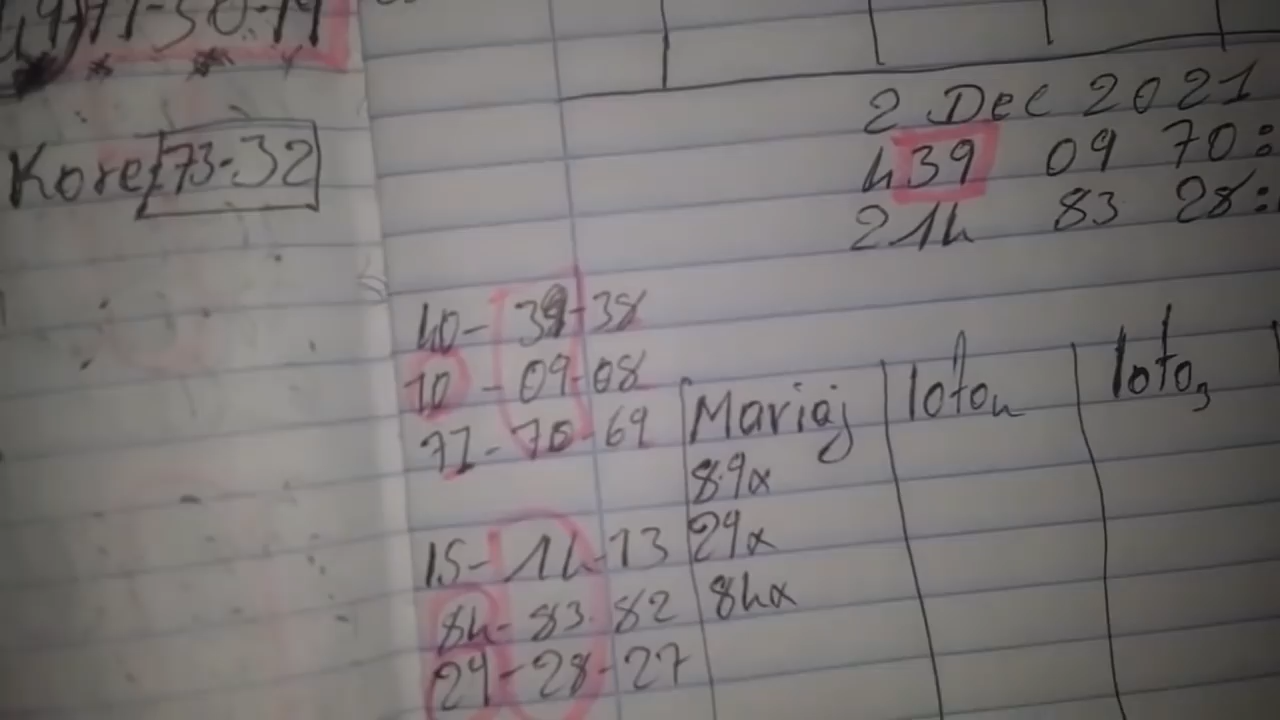 Kore 73-32
2 Dec 2021
439 09 70:
214 83 28:
40-39-38
10-09-08
71-70-69
Mariaj loto4 loto3
89x
15-14-13 29x
84-83-82 84x
29-28-27